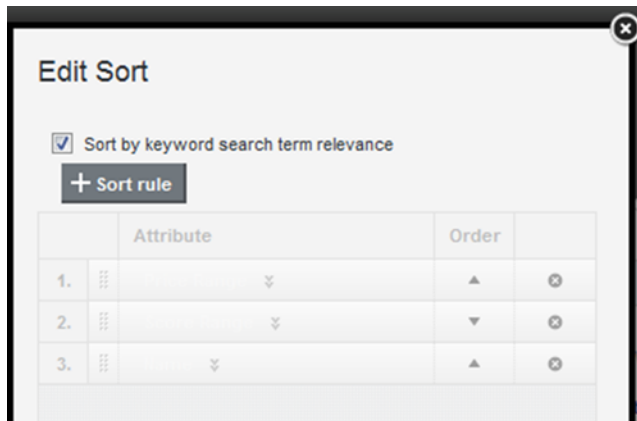 Edit Sort
Sort by keyword search term relevance
+ Sort rule
Attribute Order
1.
2.
3.